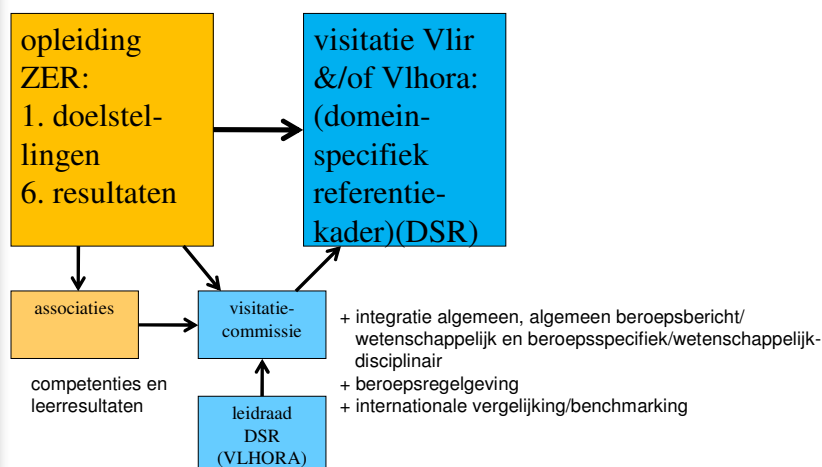 opleiding
ZER:
1. doelstel-
lingen
6. resultaten
visitatie Vlir
&/of Vlhora:
(domein-
specifiek
referentie-
kader)(DSR)
associaties
visitatie-
commissie
+ integratie algemeen, algemeen beroepsbericht/
wetenschappelijk en beroepsspecifiek/wetenschappelijk-
disciplinair
+ beroepsregelgeving
+ internationale vergelijking/benchmarking
competenties en
leerresultaten
leidraad
DSR
(VLHORA)